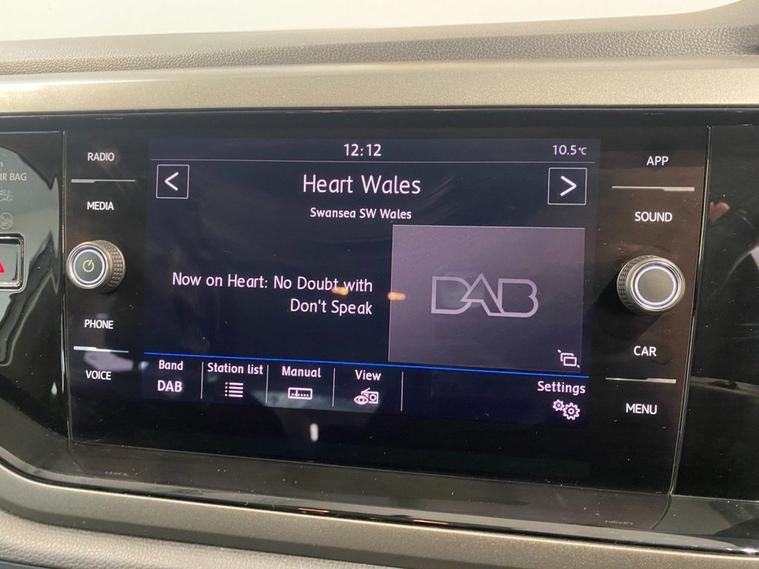 12:12
10.5°C
RADIO
MEDIA
PHONE
VOICE
Heart Wales
Swansea SW Wales
Now on Heart: No Doubt with
Don't Speak
DAB
Band
DAB
Station list
Manual
View
Settings
APP
SOUND
CAR
MENU
BAG